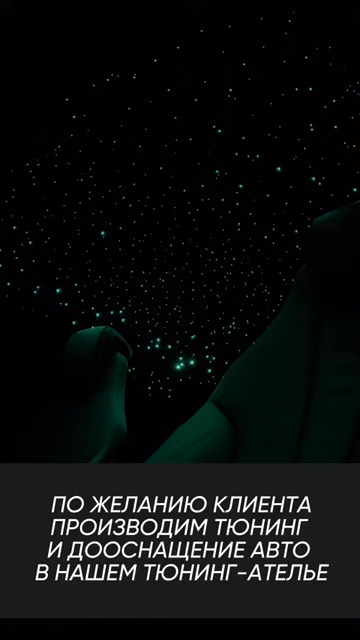 ПО ЖЕЛАНИЮ КЛИЕНТА
ПРОИЗВОДИМ ТЮНИНГ
И ДООСНАЩЕНИЕ АВТО
В НАШЕМ ТЮНИНГ-АТЕЛЬЕ